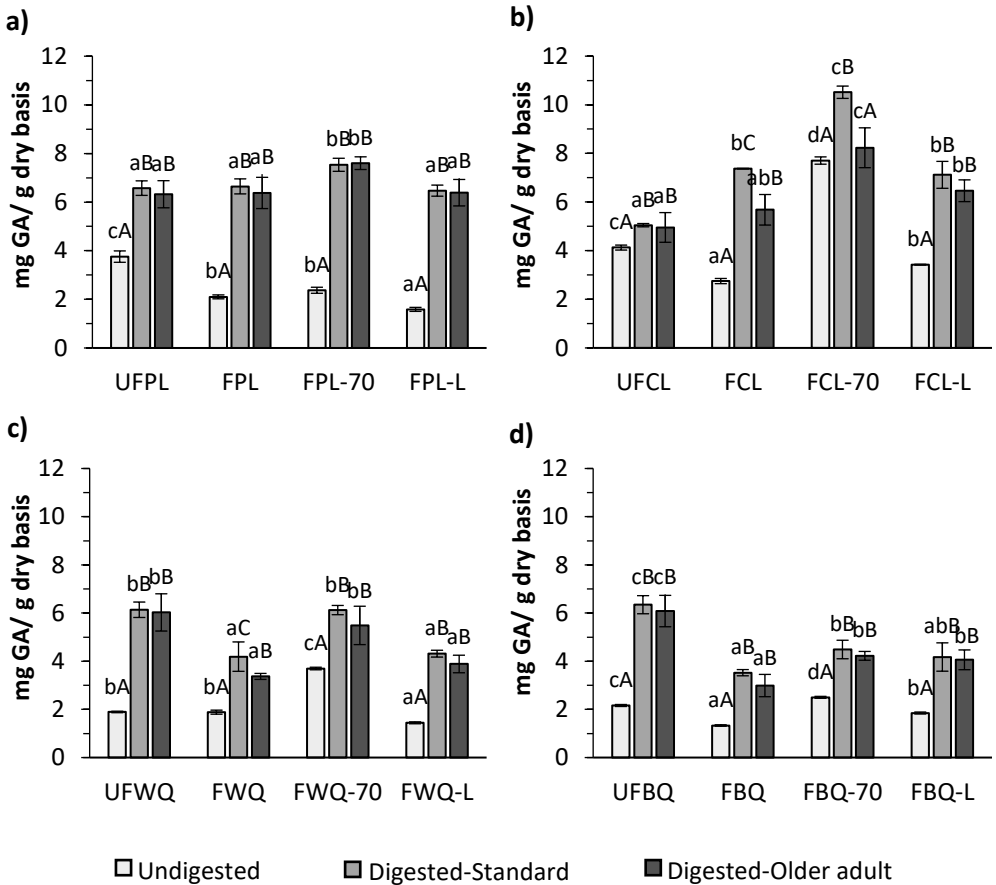 a)
mg GA/ g dry basis
12
10
8
6
4
2
0
cA aB aB
bA aB aB
bA bB bB
aA aB aB
UFPL FPL FPL-70 FPL-L
b)
mg GA/ g dry basis
12
10
8
6
4
2
0
cA aB aB
aA bC abB
dA cB cA
bA bB bB
UFCL FCL FCL-70 FCL-L
c)
mg GA/ g dry basis
12
10
8
6
4
2
0
bA bB bB
bA aC aB
cA bB bB
aA aB aB
UFWQ FWQ FWQ-70 FWQ-L
d)
mg GA/ g dry basis
12
10
8
6
4
2
0
cA cB cB
aA aB aB
dA bB bB
bA abB bB
UFBQ FBQ FBQ-70 FBQ-L
Undigested Digested-Standard Digested-Older adult